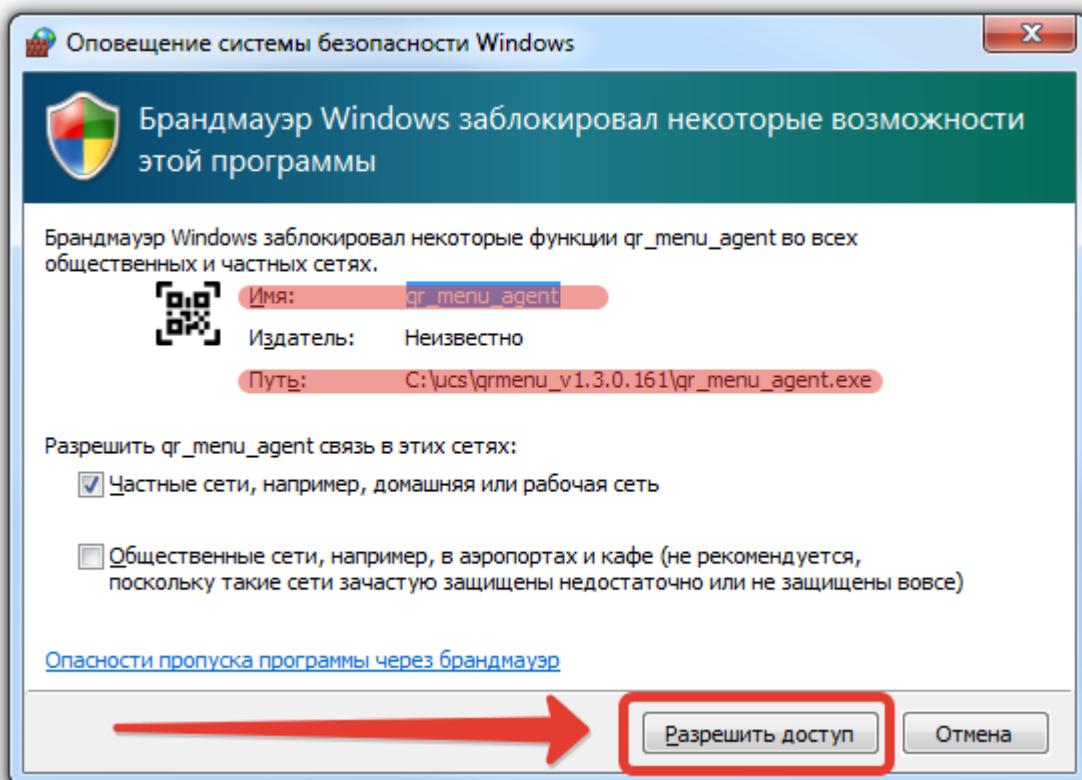 Оповещение системы безопасности Windows
Брандмауэр Windows заблокировал некоторые возможности
этой программы
Брандмауэр Windows заблокировал некоторые функции qr_menu_agent во всех
общественных и частных сетях.
Имя: qr_menu_agent
Издатель: Неизвестно
Путь: C:\ucs\qrmenu_v1.3.0.161\qr_menu_agent.exe
Разрешить qr_menu_agent связь в этих сетях:
Частные сети, например, домашняя или рабочая сеть
Общественные сети, например, в аэропортах и кафе (не рекомендуется,
поскольку такие сети зачастую защищены недостаточно или не защищены вовсе)
Опасности пропуска программы через брандмауэр
Разрешить доступ Отмена